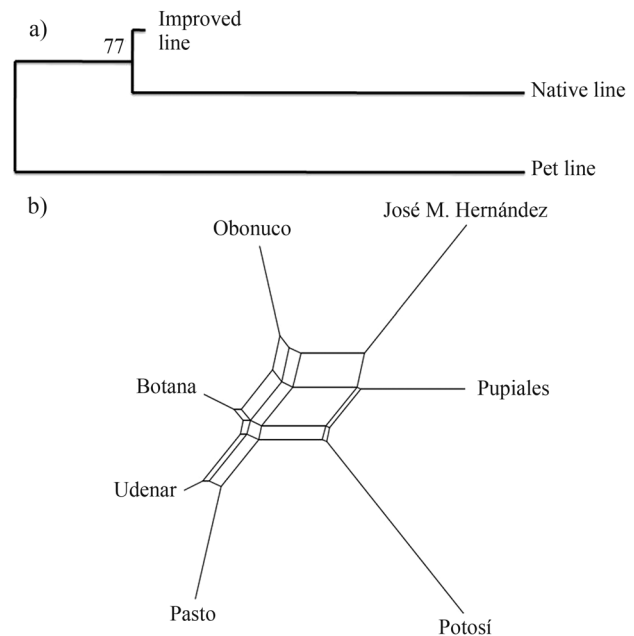 a)
Improved
line
77
Native line
Pet line
b)
José M. Hernández
Obonuco
Botana
Pupiales
Udenar
Pasto
Potosí